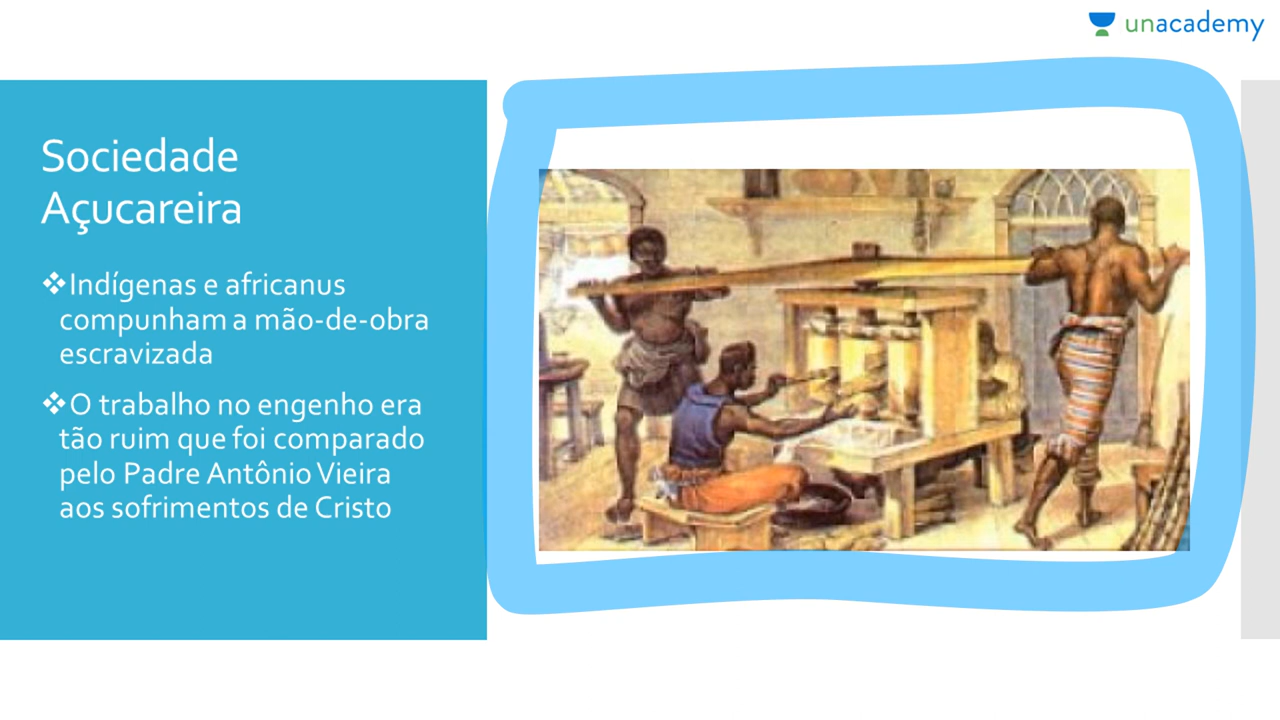 unacademy
Sociedade
Açucareira
❖Indígenas e africanus
compunham a mão-de-obra
escravizada
❖O trabalho no engenho era
tão ruim que foi comparado
pelo Padre Antônio Vieira
aos sofrimentos de Cristo